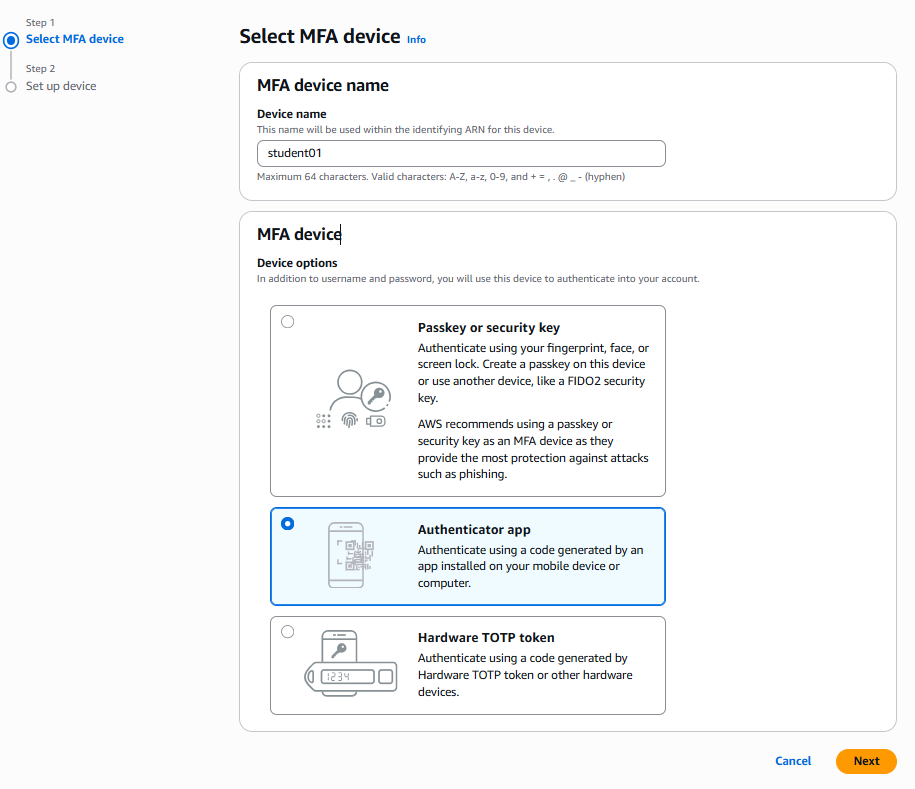 Step 1
Select MFA device
Step 2
Set up device
Select MFA device Info
MFA device name
Device name
This name will be used within the identifying ARN for this device.
student01
Maximum 64 characters. Valid characters: A-Z, a-z, 0-9, and + = , . @ _ - (hyphen)
MFA device
Device options
In addition to username and password, you will use this device to authenticate into your account.
Passkey or security key
Authenticate using your fingerprint, face, or
screen lock. Create a passkey on this device
or use another device, like a FIDO2 security
key.
AWS recommends using a passkey or
security key as an MFA device as they
provide the most protection against attacks
such as phishing.
Authenticator app
Authenticate using a code generated by an
app installed on your mobile device or
computer.
1234
Hardware TOTP token
Authenticate using a code generated by
Hardware TOTP token or other hardware
devices.
Cancel
Next